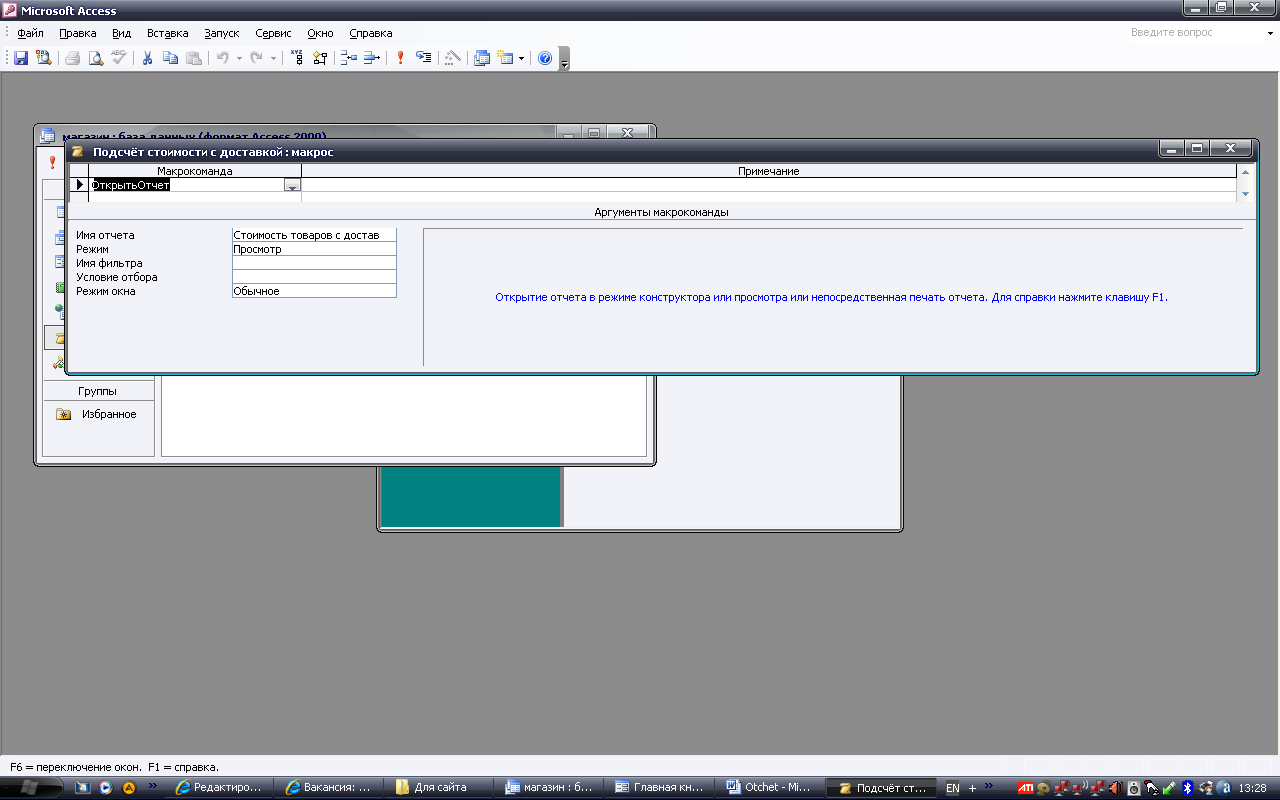 Microsoft Access
Файл Правка Вид Вставка Запуск Сервис Окно Справка
Введите вопрос
магазин : база данных (формат Access 2000)
Подсчёт стоимости с доставкой : макрос
Макрокоманда Примечание
ОткрытьОтчет
Аргументы макрокоманды
Имя отчета Стоимость товаров с достав
Режим Просмотр
Имя фильтра
Условие отбора
Режим окна Обычное
Открытие отчета в режиме конструктора или просмотра или непосредственная печать отчета. Для справки нажмите клавишу F1.
Группы
Избранное
F6 = переключение окон. F1 = справка.
Редактиро... Вакансия: ... Для сайта магазин : б... Главная кн... Otchet - Mi... Подсчёт ст... EN ATI 13:28